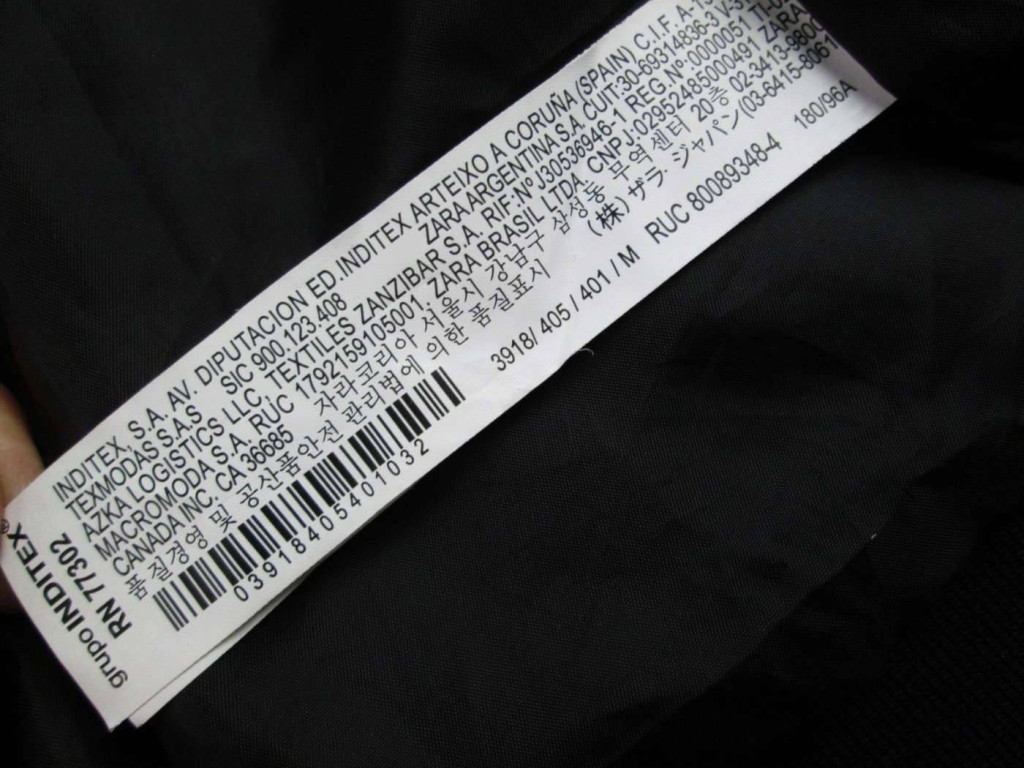 grupo INDITEX®
RN 77302
INDITEX, S.A. AV. DIPUTACION ED.INDITEX ARTEIXO A CORUÑA (SPAIN) C.I.F. A-1
TEXMODAS S.A.S SIC 900.123.408 ZARA ARGENTINA S.A. CUIT:30-69314836-3
AZKA LOGISTICS LLC, TEXTILES ZANZIBAR S.A, RIF:Nº J30536946-1 REG.Nº:0000051
MACROMODA S.A. RUC 1792159105001. ZARA BRASIL LTDA. CNPJ:02952485000491 ZARA
CANADA INC. CA 36685 자라코리아 서울시 강남구 삼성동 무역센터 20층 02-3413-980
품질경영 및 공산품안전 관리법에 의한 품질표시 (株) ザラ・ジャパン(03-6415-8061
03918405401032
3918/ 405 / 401 / M RUC 80089348-4 180/96A